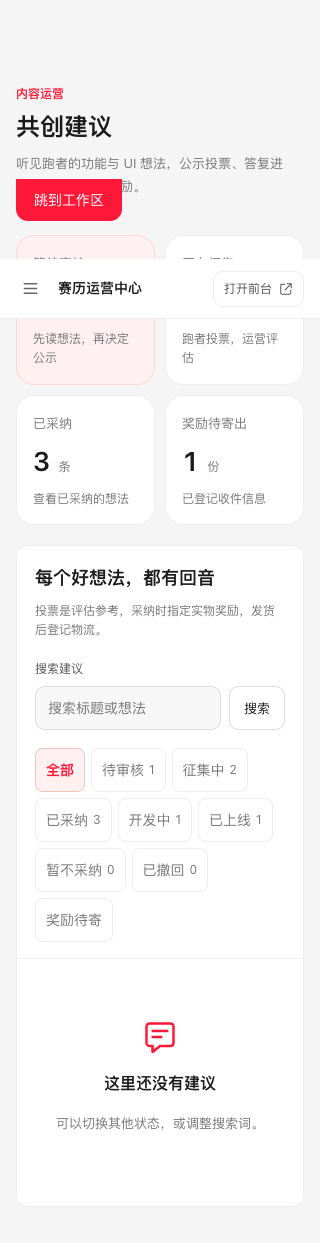 内容运营
共创建议
听见跑者的功能与 UI 想法，公示投票、答复进
励。
跳到工作区
赛历运营中心
打开前台
先读想法，再决定
公示
跑者投票，运营评
估
已采纳
3 条
查看已采纳的想法
奖励待寄出
1 份
已登记收件信息
每个好想法，都有回音
投票是评估参考，采纳时指定实物奖励，发货
后登记物流。
搜索建议
搜索标题或想法
搜索
全部
待审核 1
征集中 2
已采纳 3
开发中 1
已上线 1
暂不采纳 0
已撤回 0
奖励待寄
这里还没有建议
可以切换其他状态，或调整搜索词。